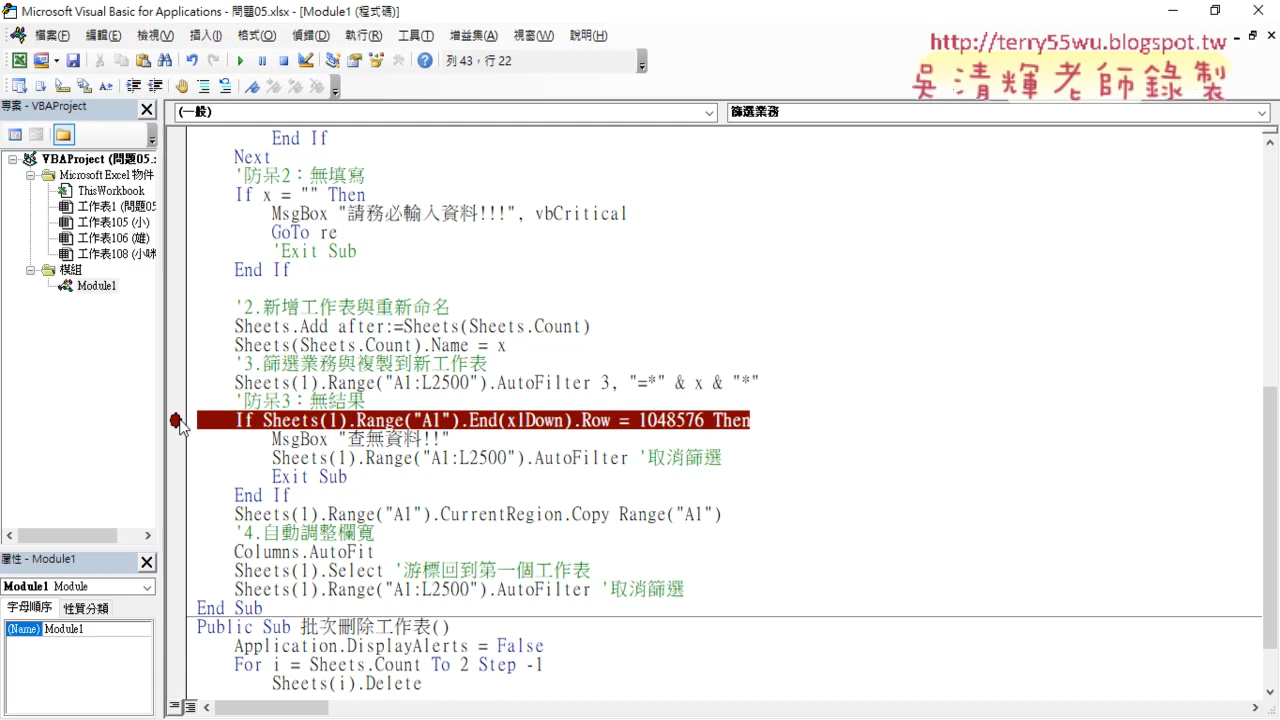 Microsoft Visual Basic for Applications - 問題05.xlsx - [Module1 (程式碼)]
檔案(F) 編輯(E) 檢視(V) 插入(I) 格式(O) 偵錯(D) 執行(R) 工具(T) 增益集(A) 視窗(W) 說明(H)
http://terry55wu.blogspot.tw
吳清輝老師錄製
列 43，行 22
專案 - VBAProject
(一般)
篩選業務
VBAProject (問題05.:
Microsoft Excel 物件
ThisWorkbook
工作表1 (問題05
工作表105 (小)
工作表106 (雄)
工作表108 (小咪
模組
Module1
屬性 - Module1
Module1 Module
字母順序 性質分類
(Name) Module1
End If
Next
'防呆2：無填寫
If x = "" Then
MsgBox "請務必輸入資料!!!", vbCritical
GoTo re
'Exit Sub
End If
'2.新增工作表與重新命名
Sheets.Add after:=Sheets(Sheets.Count)
Sheets(Sheets.Count).Name = x
'3.篩選業務與複製到新工作表
Sheets(1).Range("A1:L2500").AutoFilter 3, "=*" & x & "*"
'防呆3：無結果
If Sheets(1).Range("A1").End(xlDown).Row = 1048576 Then
MsgBox "查無資料!!"
Sheets(1).Range("A1:L2500").AutoFilter '取消篩選
Exit Sub
End If
Sheets(1).Range("A1").CurrentRegion.Copy Range("A1")
'4.自動調整欄寬
Columns.AutoFit
Sheets(1).Select '游標回到第一個工作表
Sheets(1).Range("A1:L2500").AutoFilter '取消篩選
End Sub
Public Sub 批次刪除工作表()
Application.DisplayAlerts = False
For i = Sheets.Count To 2 Step -1
Sheets(i).Delete